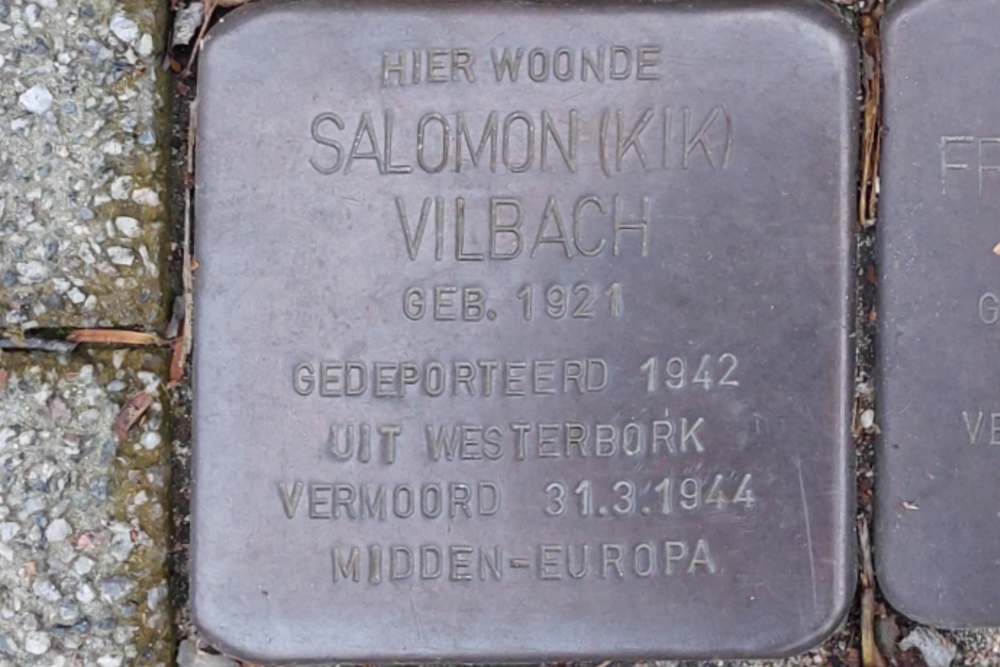 HIER WOONDE
SALOMON (KIK)
VILBACH
GEB. 1921
GEDEPORTEERD 1942
UIT WESTERBORK
VERMOORD 31.3.1944
MIDDEN-EUROPA